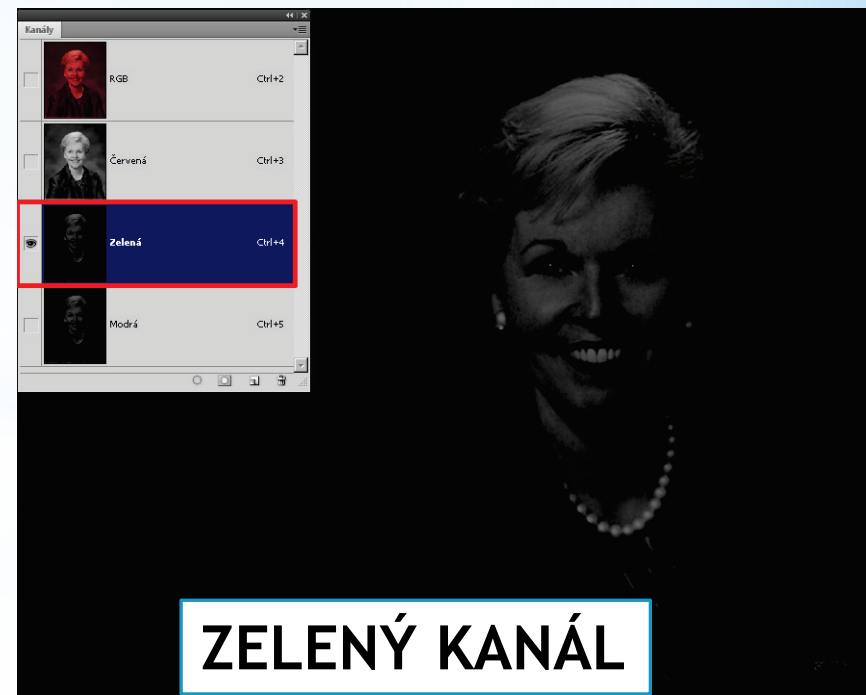 Kanály
RGB Ctrl+2
Červená Ctrl+3
Zelená Ctrl+4
Modrá Ctrl+5
ZELENÝ KANÁL